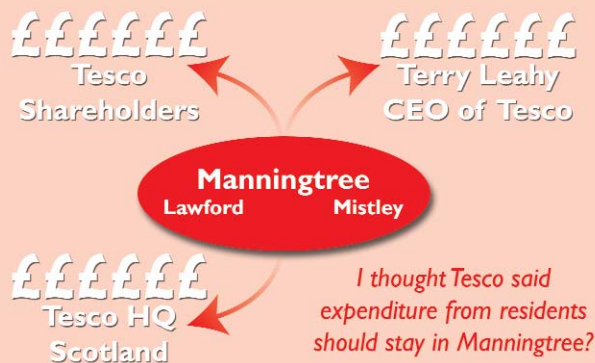 ££££££
Tesco
Shareholders
££££££
Terry Leahy
CEO of Tesco
Manningtree
Lawford Mistley
££££££
Tesco HQ
Scotland
I thought Tesco said
expenditure from residents
should stay in Manningtree?